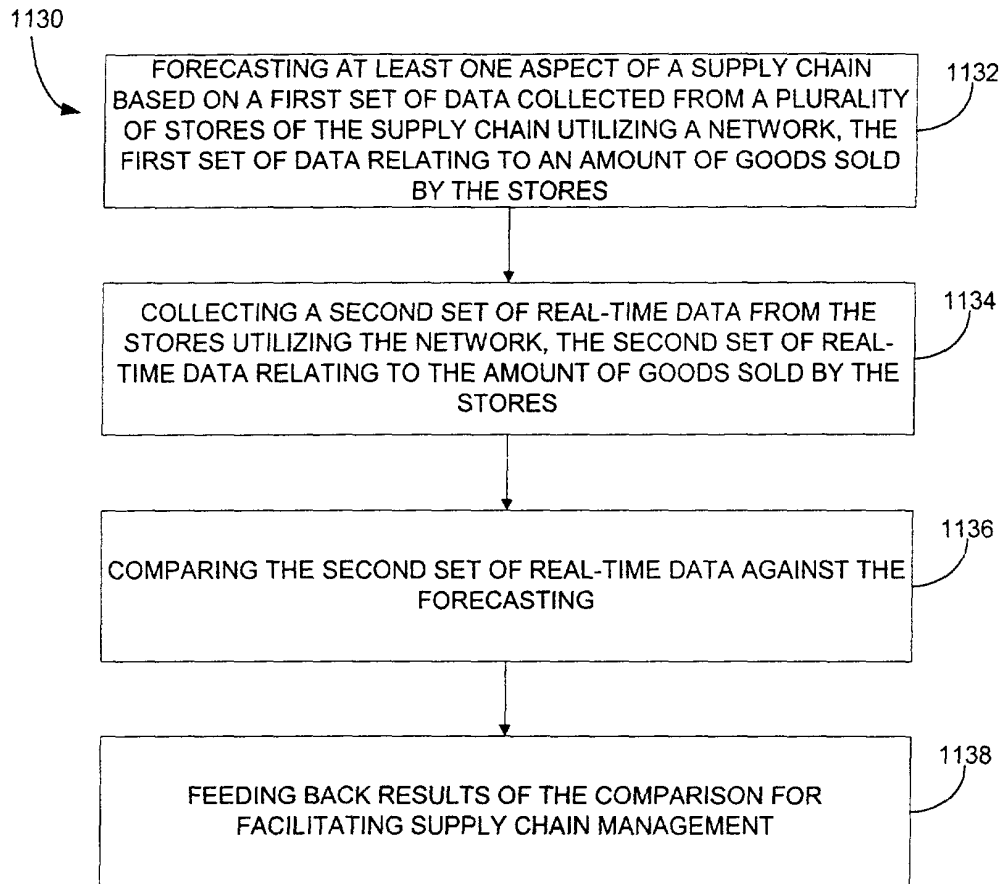 1130
FORECASTING AT LEAST ONE ASPECT OF A SUPPLY CHAIN
BASED ON A FIRST SET OF DATA COLLECTED FROM A PLURALITY
OF STORES OF THE SUPPLY CHAIN UTILIZING A NETWORK, THE
FIRST SET OF DATA RELATING TO AN AMOUNT OF GOODS SOLD
BY THE STORES
1132
COLLECTING A SECOND SET OF REAL-TIME DATA FROM THE
STORES UTILIZING THE NETWORK, THE SECOND SET OF REAL-
TIME DATA RELATING TO THE AMOUNT OF GOODS SOLD BY THE
STORES
1134
COMPARING THE SECOND SET OF REAL-TIME DATA AGAINST THE
FORECASTING
1136
FEEDING BACK RESULTS OF THE COMPARISON FOR
FACILITATING SUPPLY CHAIN MANAGEMENT
1138